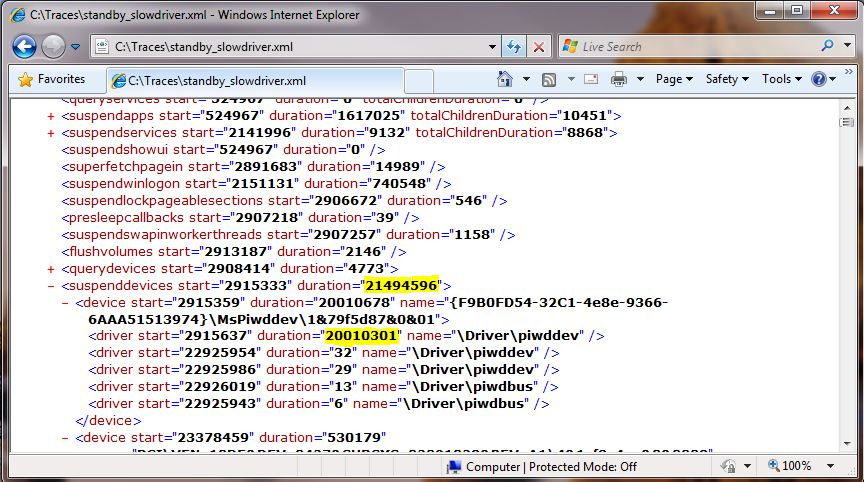 C:\Traces\standby_slowdriver.xml - Windows Internet Explorer
C:\Traces\standby_slowdriver.xml
Live Search
Favorites
C:\Traces\standby_slowdriver.xml
Page
Safety
Tools
<queryservices start="524967" duration="0" totalChildrenDuration="0" />
+ <suspendapps start="524967" duration="1617025" totalChildrenDuration="10451">
+ <suspendservices start="2141996" duration="9132" totalChildrenDuration="8868">
<suspendshowui start="524967" duration="0" />
<superfetchpagein start="2891683" duration="14989" />
<suspendwinlogon start="2151131" duration="740548" />
<suspendlockpageablesections start="2906672" duration="546" />
<presleepcallbacks start="2907218" duration="39" />
<suspendswapinworkerthreads start="2907257" duration="1158" />
<flushvolumes start="2913187" duration="2146" />
+ <querydevices start="2908414" duration="4773">
- <suspenddevices start="2915333" duration="21494596">
- <device start="2915359" duration="20010678" name="{F9B0FD54-32C1-4e8e-9366-
6AAA51513974}\MsPiwddev\1&79f5d87&0&01">
<driver start="2915637" duration="20010301" name="\Driver\piwddev" />
<driver start="22925954" duration="32" name="\Driver\piwddev" />
<driver start="22925986" duration="29" name="\Driver\piwddev" />
<driver start="22926019" duration="13" name="\Driver\piwdbus" />
<driver start="22925943" duration="6" name="\Driver\piwdbus" />
</device>
- <device start="23378459" duration="530179"
Computer | Protected Mode: Off
100%